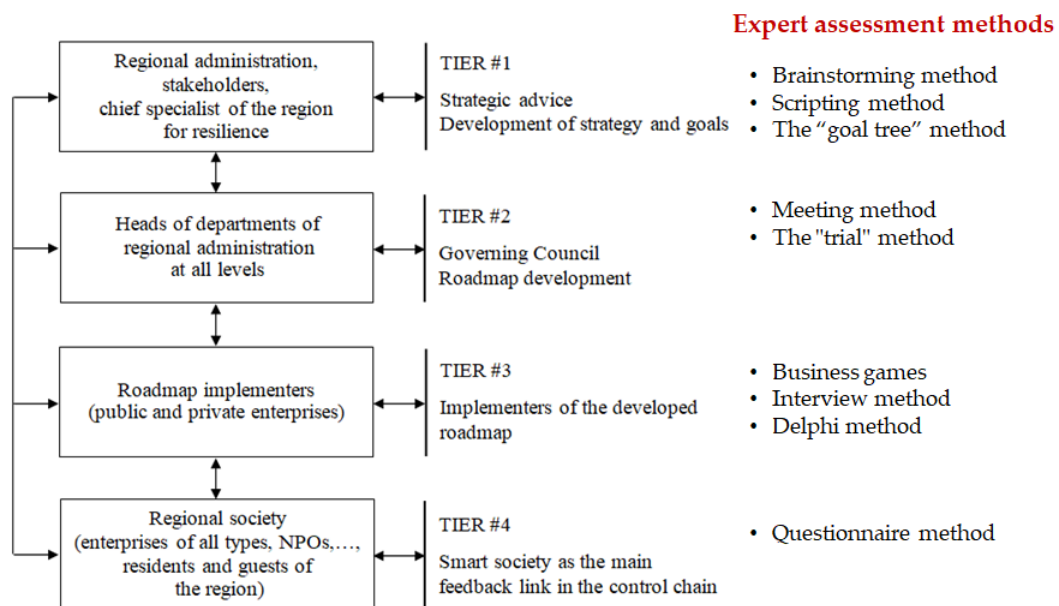 Expert assessment methods
Regional administration,
stakeholders,
chief specialist of the region
for resilience
TIER #1
Strategic advice
Development of strategy and goals
• Brainstorming method
• Scripting method
• The “goal tree” method
Heads of departments of
regional administration
at all levels
TIER #2
Governing Council
Roadmap development
• Meeting method
• The "trial" method
Roadmap implementers
(public and private enterprises)
TIER #3
Implementers of the developed
roadmap
• Business games
• Interview method
• Delphi method
Regional society
(enterprises of all types, NPOs,…,
residents and guests of
the region)
TIER #4
Smart society as the main
feedback link in the control chain
• Questionnaire method